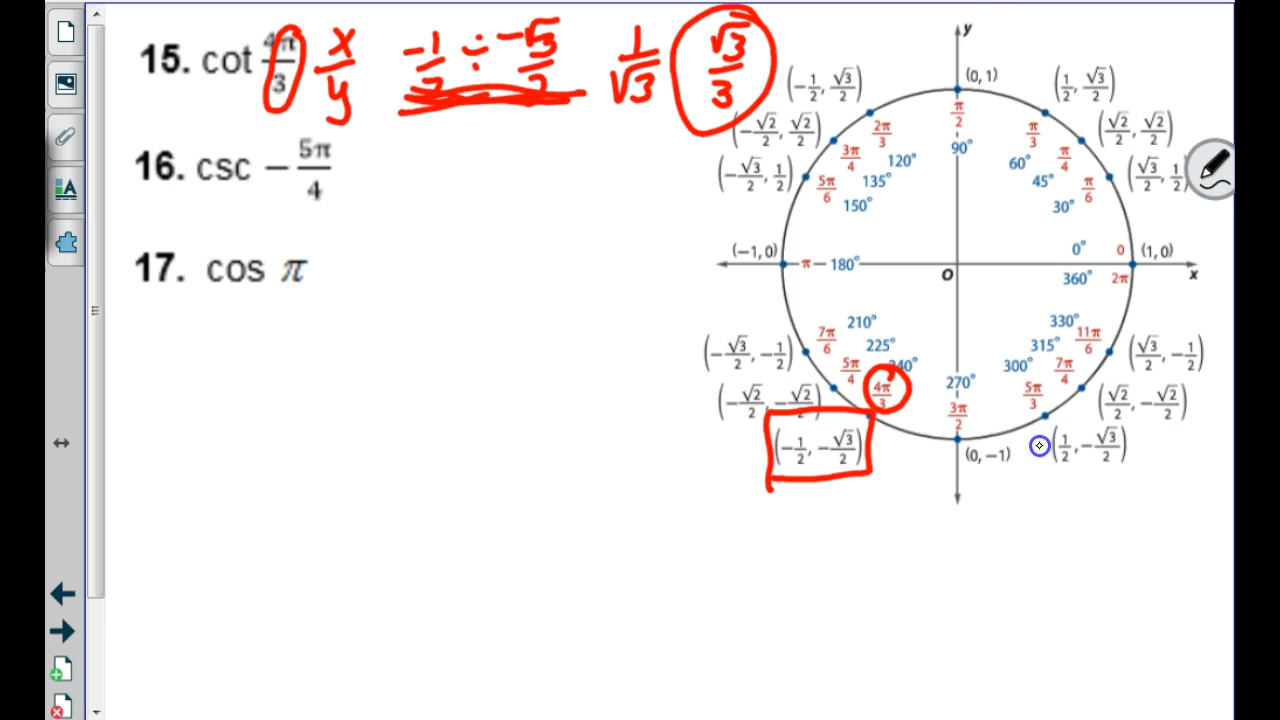 15. cot 4π/3 x/y -1/2 ÷ -√3/2 1/√3 √3/3
16. csc − 5π/4
17. cos π
y
(0, 1)
(−1/2, √3/2)
(1/2, √3/2)
(−√2/2, √2/2)
(√2/2, √2/2)
(−√3/2, 1/2)
(√3/2, 1/2)
2π/3 π/2 π/3
3π/4 120° 90° 60° π/4
5π/6 135° 45° π/6
150° 30°
(−1, 0) π 180° O 0° 0 (1, 0)
360° 2π x
210° 330°
7π/6 225° 315° 11π/6
5π/4 240° 300° 7π/4
4π/3 270° 5π/3
3π/2
(−√3/2, −1/2)
(√3/2, −1/2)
(−√2/2, −√2/2)
(√2/2, −√2/2)
(−1/2, −√3/2)
(0, −1)
(1/2, −√3/2)